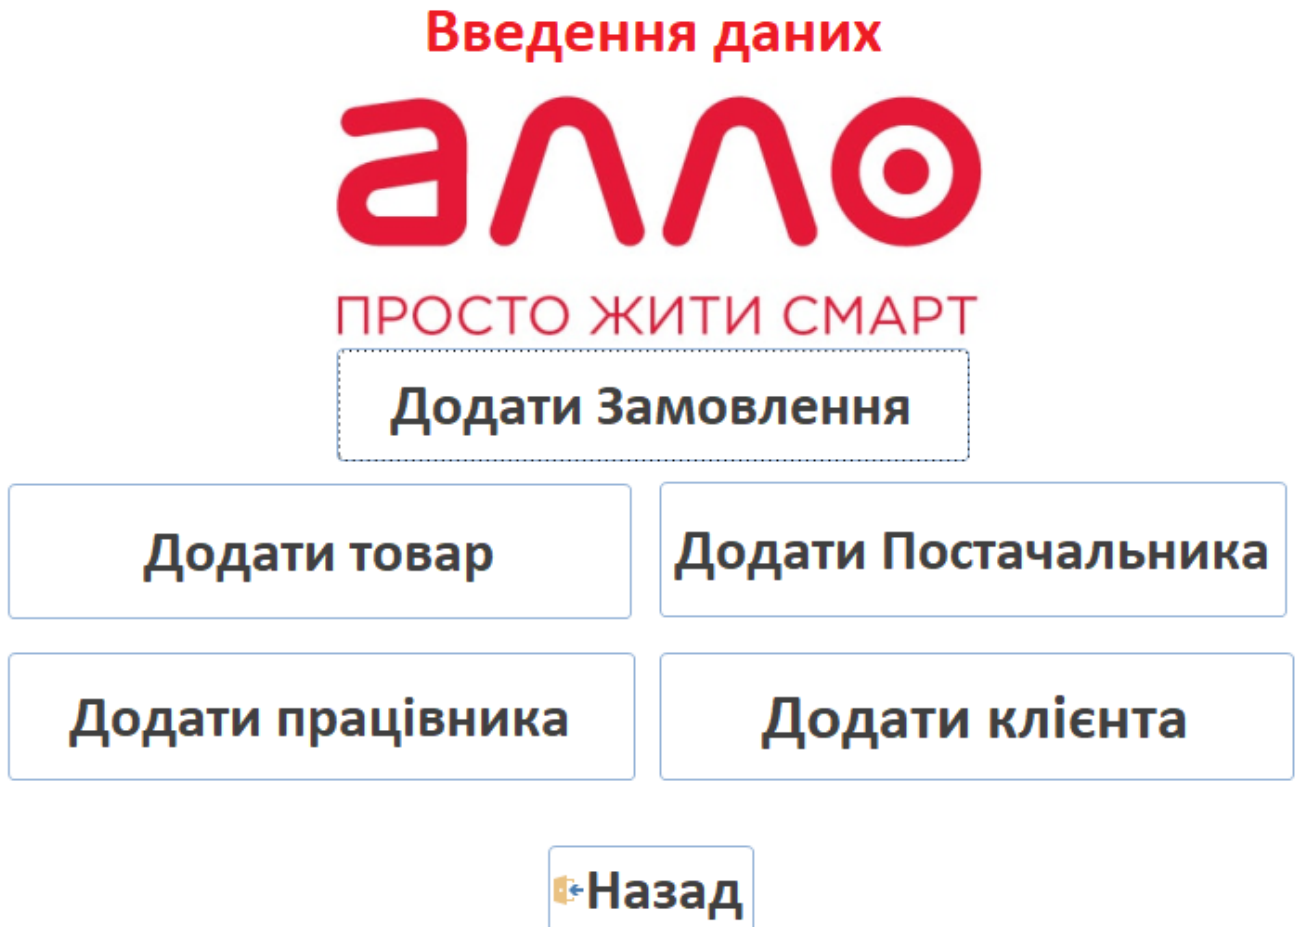 Введення даних
алло
ПРОСТО ЖИТИ СМАРТ
Додати Замовлення
Додати товар
Додати Постачальника
Додати працівника
Додати клієнта
Назад